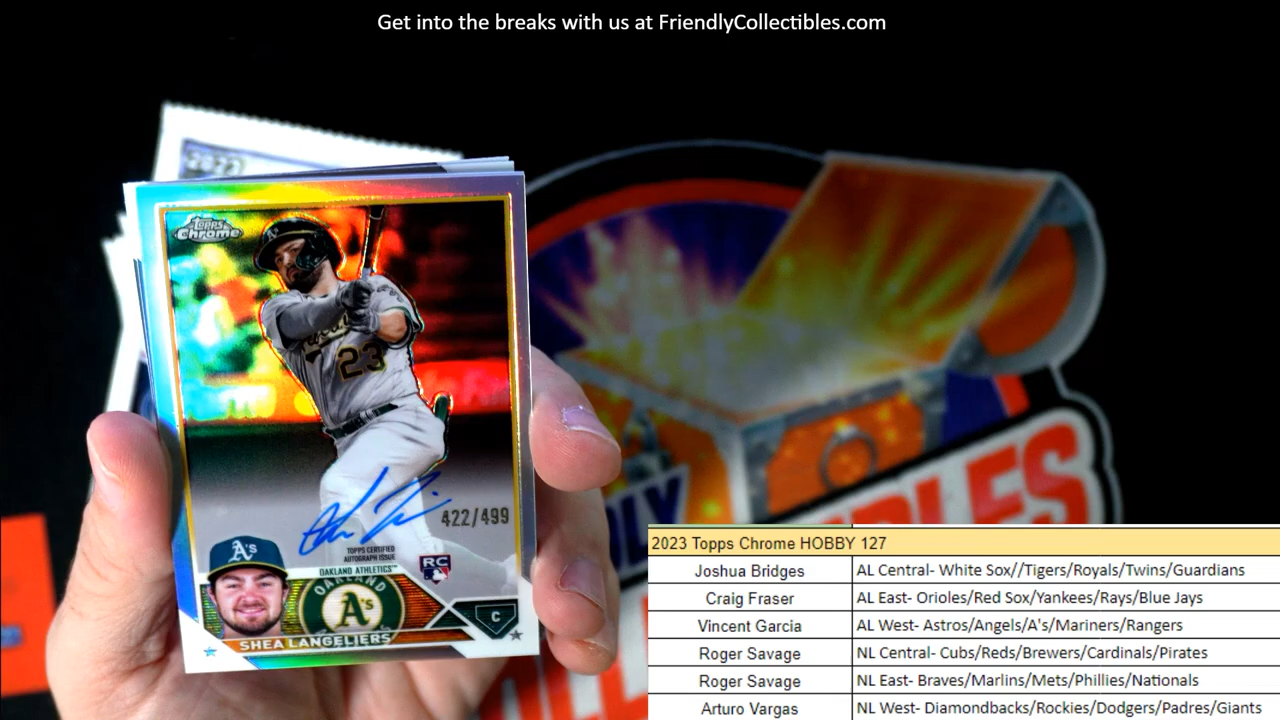 Get into the breaks with us at FriendlyCollectibles.com
Topps
Chrome
A's
23
422/499
TOPPS CERTIFIED
AUTOGRAPH ISSUE
RC
OAKLAND ATHLETICS™
A's
OAKLAND
A's
C
SHEA LANGELIERS
2023 Topps Chrome HOBBY 127
Joshua Bridges AL Central- White Sox//Tigers/Royals/Twins/Guardians
Craig Fraser AL East- Orioles/Red Sox/Yankees/Rays/Blue Jays
Vincent Garcia AL West- Astros/Angels/A's/Mariners/Rangers
Roger Savage NL Central- Cubs/Reds/Brewers/Cardinals/Pirates
Roger Savage NL East- Braves/Marlins/Mets/Phillies/Nationals
Arturo Vargas NL West- Diamondbacks/Rockies/Dodgers/Padres/Giants